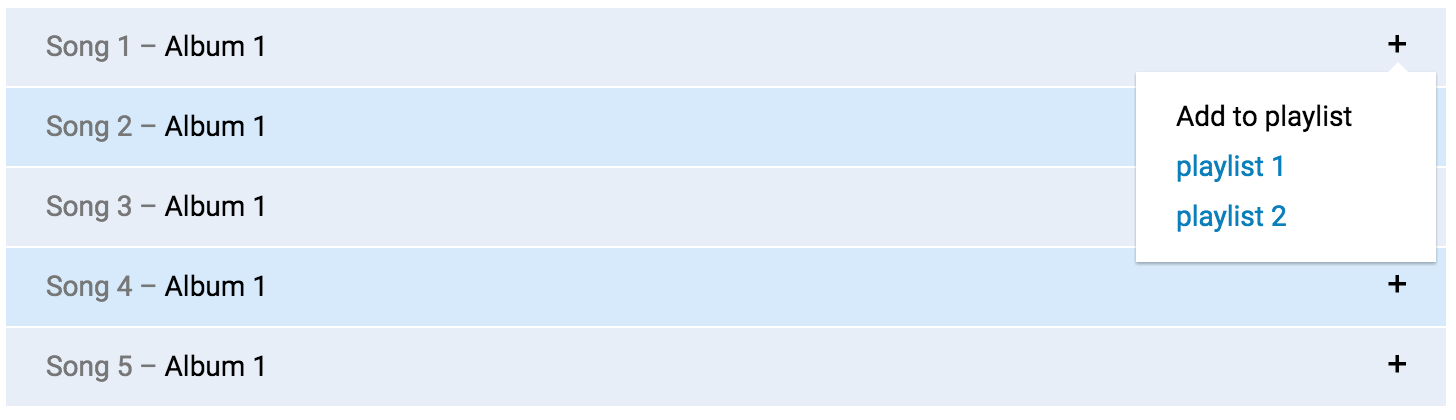 Song 1 – Album 1 +
Add to playlist
playlist 1
playlist 2
Song 2 – Album 1
Song 3 – Album 1
Song 4 – Album 1 +
Song 5 – Album 1 +